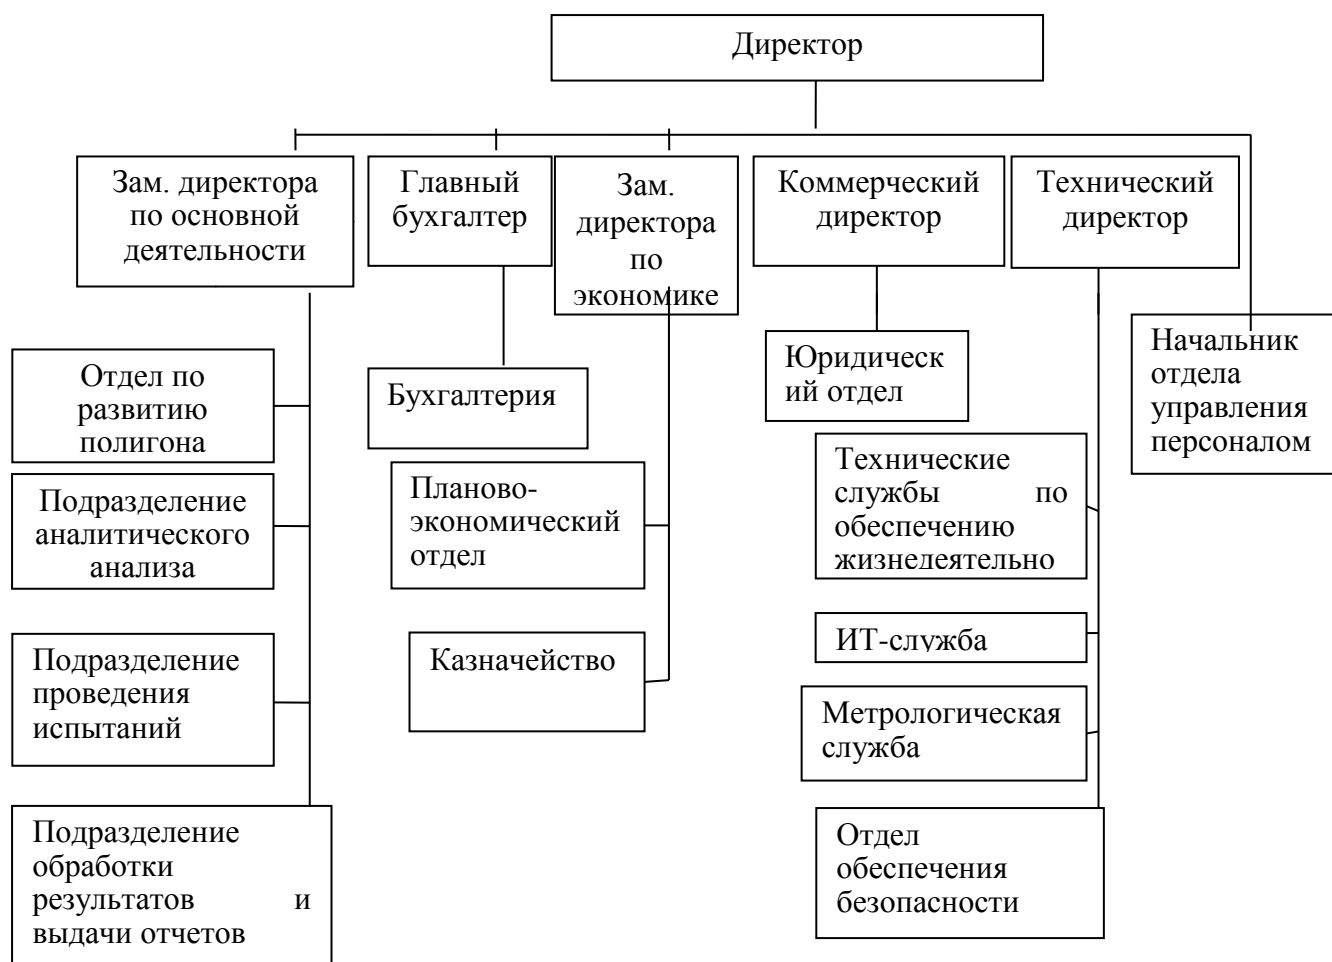 Директор
Зам. директора
по основной
деятельности
Главный
бухгалтер
Зам.
директора
по
экономике
Коммерческий
директор
Технический
директор
Начальник
отдела
управления
персоналом
Отдел по
развитию
полигона
Подразделение
аналитического
анализа
Подразделение
проведения
испытаний
Подразделение
обработки
результатов и
выдачи отчетов
Бухгалтерия
Планово-
экономический
отдел
Казначейство
Юридическ
ий отдел
Технические
службы по
обеспечению
жизнедеятельно
ИТ-служба
Метрологическая
служба
Отдел
обеспечения
безопасности